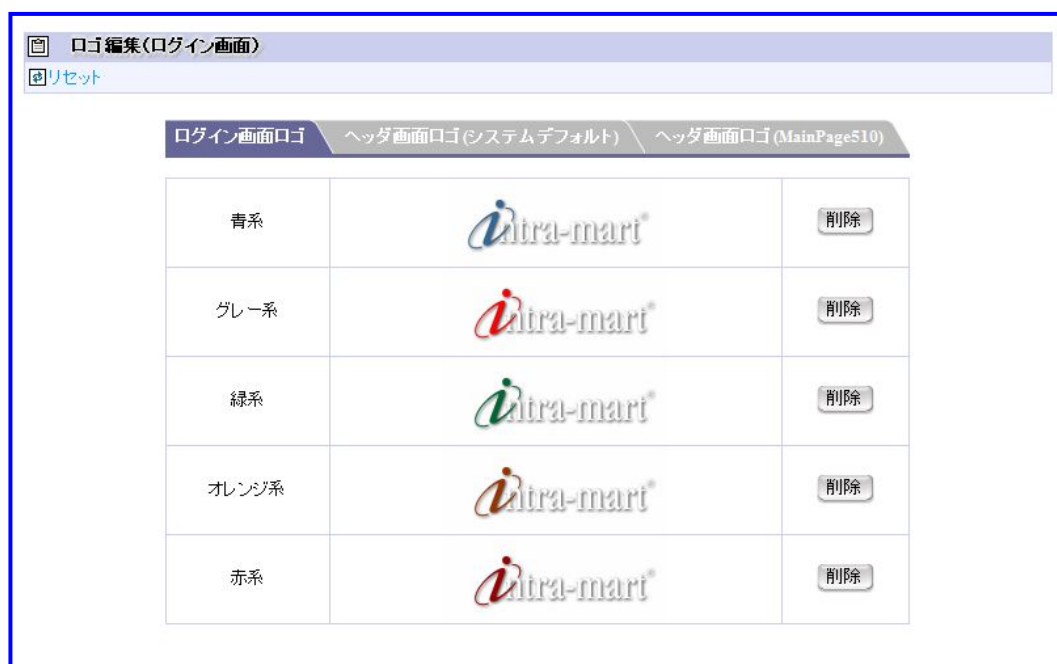 ロゴ編集(ログイン画面)
リセット
ログイン画面ロゴ ヘッダ画面ロゴ(システムデフォルト) ヘッダ画面ロゴ(MainPage510)
青系 intra-mart® 削除
グレー系 intra-mart® 削除
緑系 intra-mart® 削除
オレンジ系 intra-mart® 削除
赤系 intra-mart® 削除